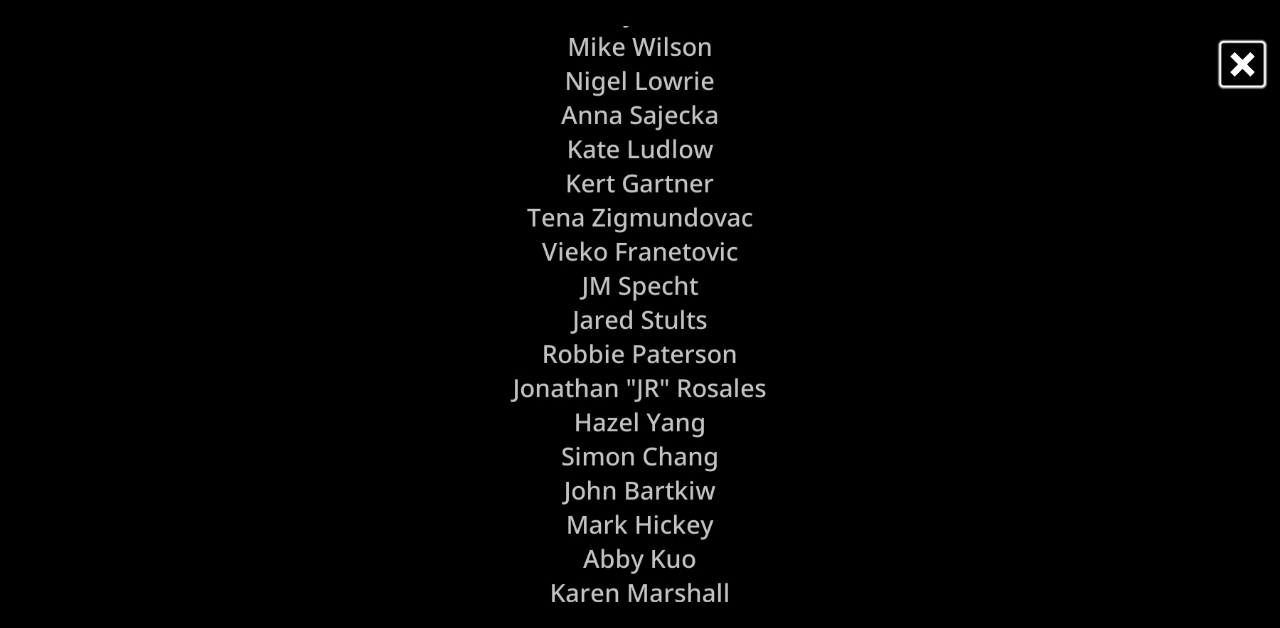 Mike Wilson
Nigel Lowrie
Anna Sajecka
Kate Ludlow
Kert Gartner
Tena Zigmundovac
Vieko Franetovic
JM Specht
Jared Stults
Robbie Paterson
Jonathan "JR" Rosales
Hazel Yang
Simon Chang
John Bartkiw
Mark Hickey
Abby Kuo
Karen Marshall